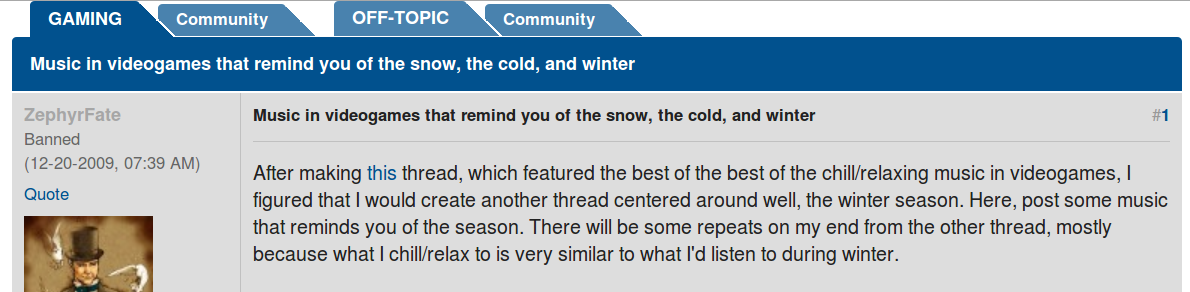 GAMING Community OFF-TOPIC Community
Music in videogames that remind you of the snow, the cold, and winter
ZephyrFate
Banned
(12-20-2009, 07:39 AM)
Quote
Music in videogames that remind you of the snow, the cold, and winter #1
After making this thread, which featured the best of the best of the chill/relaxing music in videogames, I
figured that I would create another thread centered around well, the winter season. Here, post some music
that reminds you of the season. There will be some repeats on my end from the other thread, mostly
because what I chill/relax to is very similar to what I'd listen to during winter.